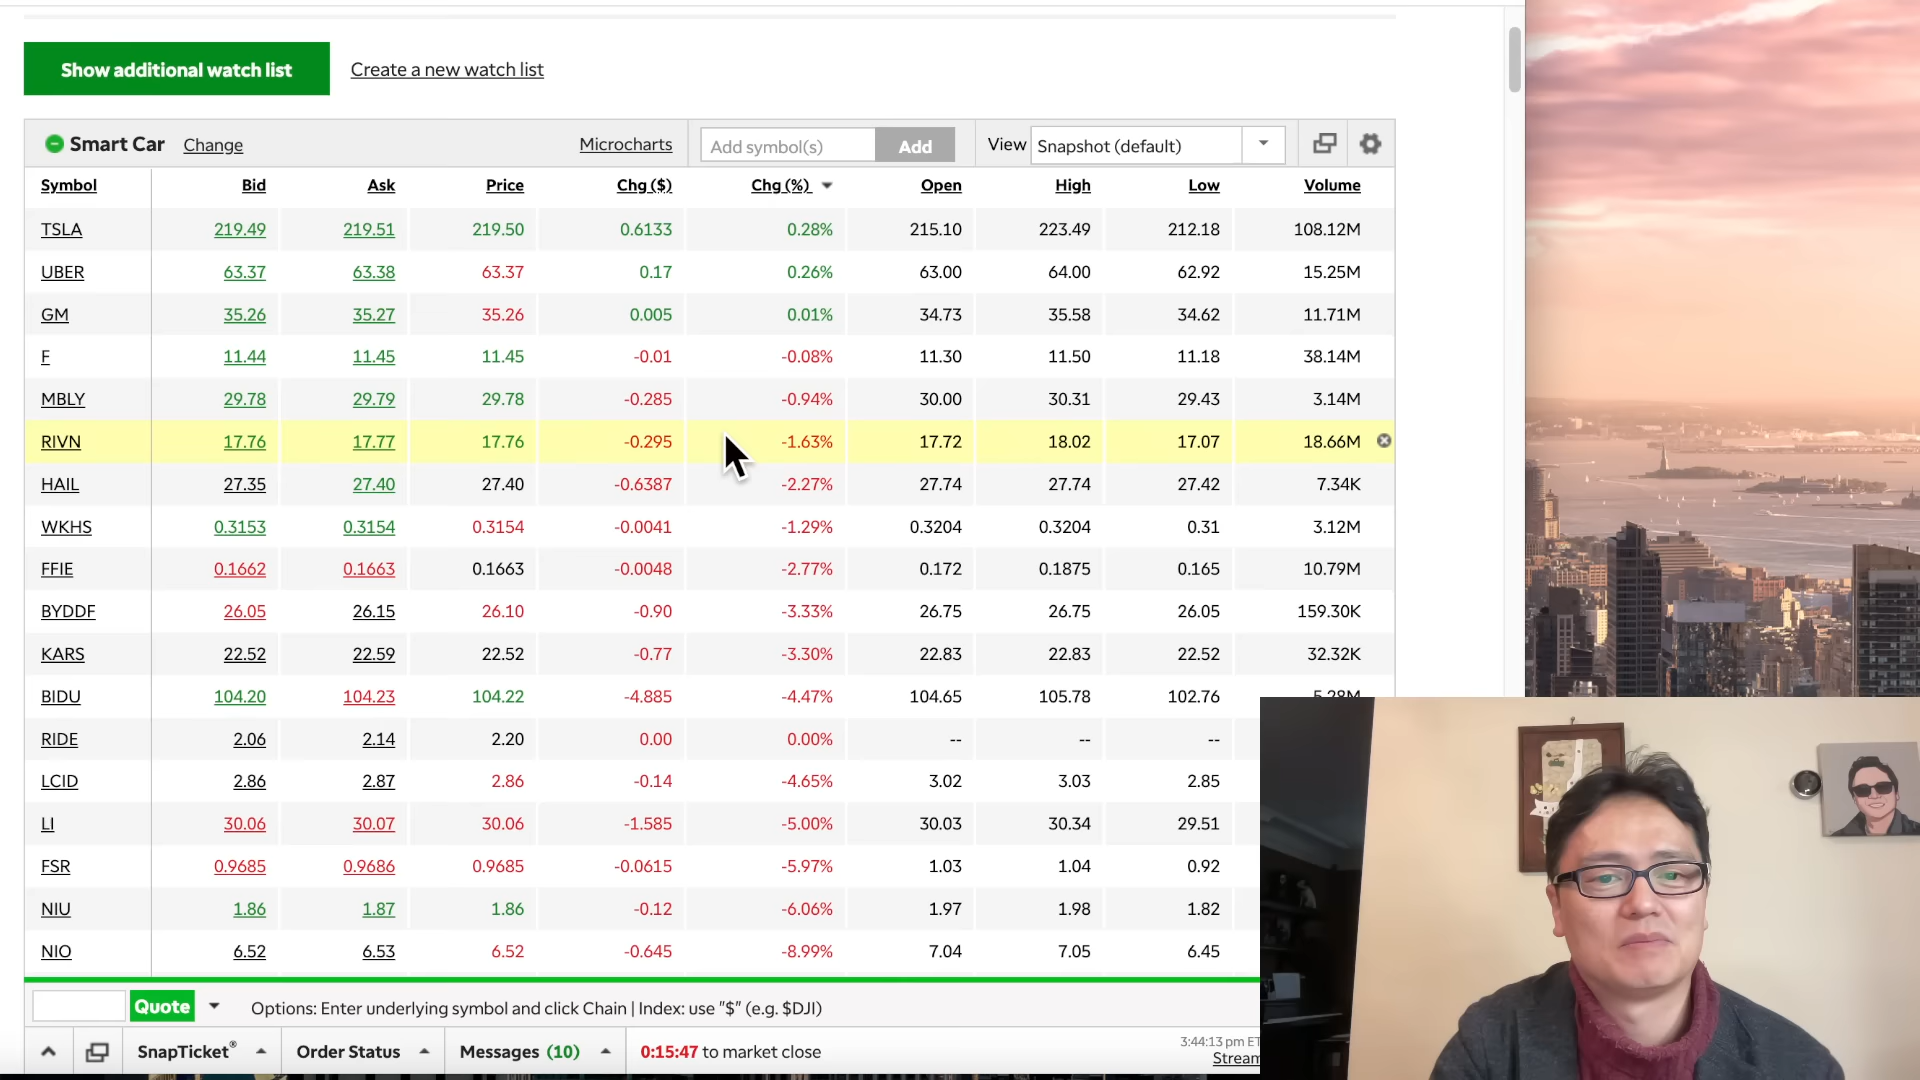 Show additional watch list Create a new watch list
Smart Car Change Microcharts Add symbol(s) Add View Snapshot (default)
Symbol Bid Ask Price Chg ($) Chg (%) Open High Low Volume
TSLA 219.49 219.51 219.50 0.6133 0.28% 215.10 223.49 212.18 108.12M
UBER 63.37 63.38 63.37 0.17 0.26% 63.00 64.00 62.92 15.25M
GM 35.26 35.27 35.26 0.005 0.01% 34.73 35.58 34.62 11.71M
F 11.44 11.45 11.45 -0.01 -0.08% 11.30 11.50 11.18 38.14M
MBLY 29.78 29.79 29.78 -0.285 -0.94% 30.00 30.31 29.43 3.14M
RIVN 17.76 17.77 17.76 -0.295 -1.63% 17.72 18.02 17.07 18.66M
HAIL 27.35 27.40 27.40 -0.6387 -2.27% 27.74 27.74 27.42 7.34K
WKHS 0.3153 0.3154 0.3154 -0.0041 -1.29% 0.3204 0.3204 0.31 3.12M
FFIE 0.1662 0.1663 0.1663 -0.0048 -2.77% 0.172 0.1875 0.165 10.79M
BYDDF 26.05 26.15 26.10 -0.90 -3.33% 26.75 26.75 26.05 159.30K
KARS 22.52 22.59 22.52 -0.77 -3.30% 22.83 22.83 22.52 32.32K
BIDU 104.20 104.23 104.22 -4.885 -4.47% 104.65 105.78 102.76 5.28M
RIDE 2.06 2.14 2.20 0.00 0.00% -- -- --
LCID 2.86 2.87 2.86 -0.14 -4.65% 3.02 3.03 2.85
LI 30.06 30.07 30.06 -1.585 -5.00% 30.03 30.34 29.51
FSR 0.9685 0.9686 0.9685 -0.0615 -5.97% 1.03 1.04 0.92
NIU 1.86 1.87 1.86 -0.12 -6.06% 1.97 1.98 1.82
NIO 6.52 6.53 6.52 -0.645 -8.99% 7.04 7.05 6.45
Quote Options: Enter underlying symbol and click Chain | Index: use "$" (e.g. $DJI)
SnapTicket® Order Status Messages (10) 0:15:47 to market close 3:44:13 pm ET
Stream